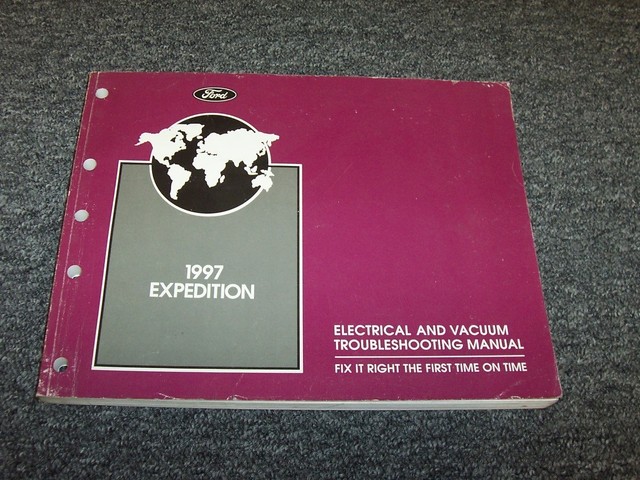 Ford
1997
EXPEDITION
ELECTRICAL AND VACUUM
TROUBLESHOOTING MANUAL
FIX IT RIGHT THE FIRST TIME ON TIME